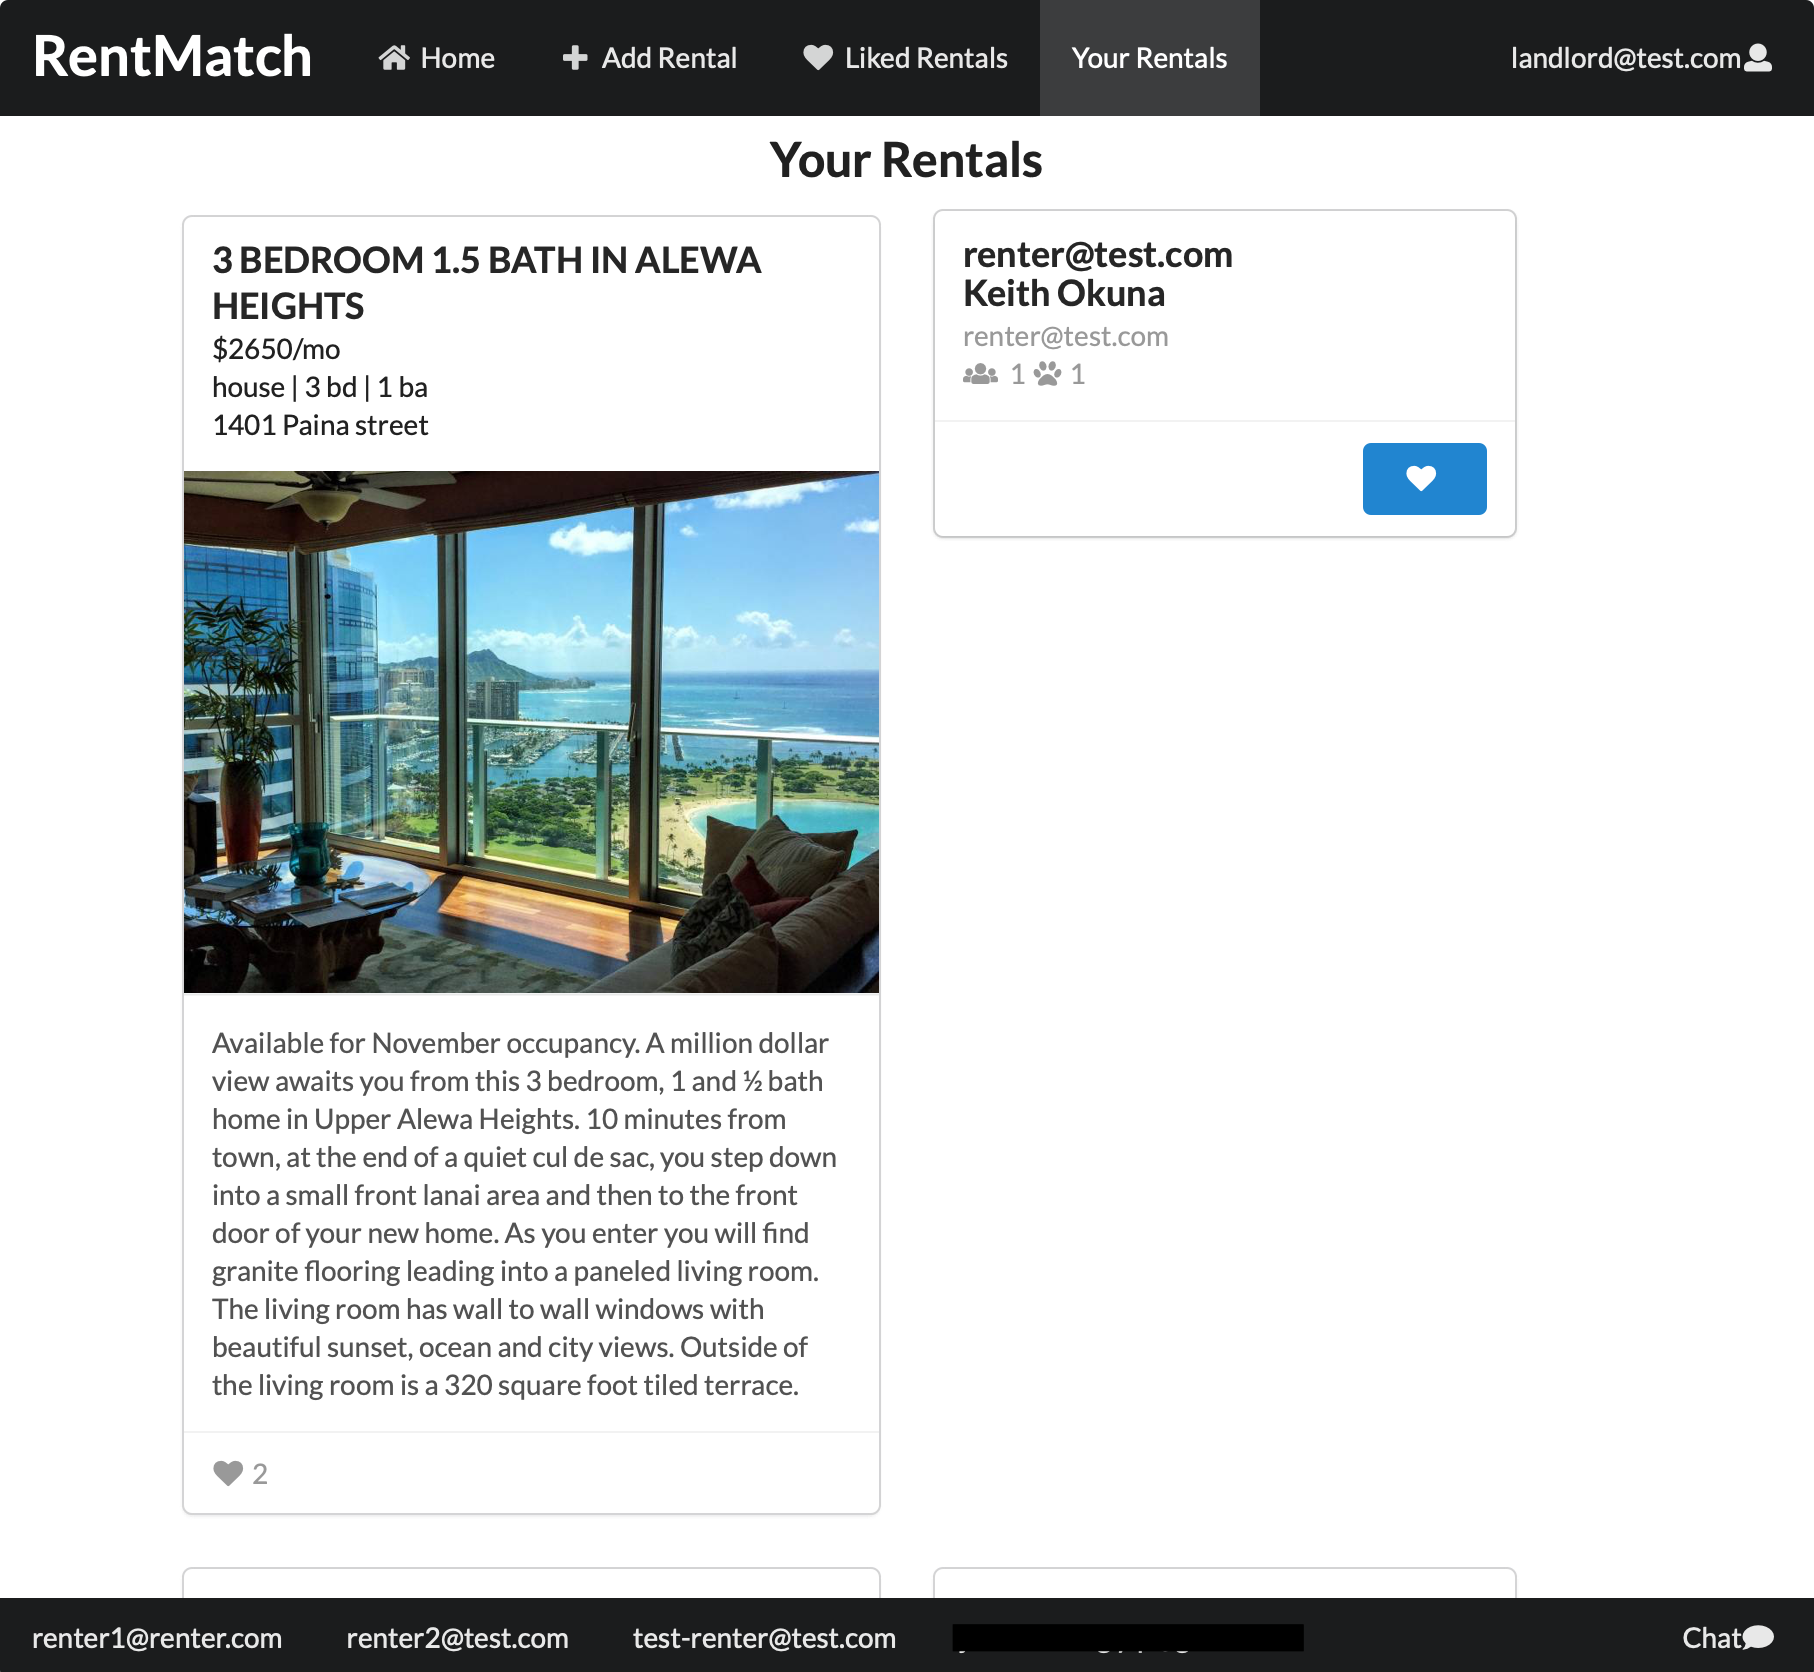 RentMatch Home Add Rental Liked Rentals Your Rentals landlord@test.com
Your Rentals
3 BEDROOM 1.5 BATH IN ALEWA
HEIGHTS
$2650/mo
house | 3 bd | 1 ba
1401 Paina street
Available for November occupancy. A million dollar
view awaits you from this 3 bedroom, 1 and ½ bath
home in Upper Alewa Heights. 10 minutes from
town, at the end of a quiet cul de sac, you step down
into a small front lanai area and then to the front
door of your new home. As you enter you will find
granite flooring leading into a paneled living room.
The living room has wall to wall windows with
beautiful sunset, ocean and city views. Outside of
the living room is a 320 square foot tiled terrace.
2
renter@test.com
Keith Okuna
renter@test.com
1 1
renter1@renter.com renter2@test.com test-renter@test.com Chat